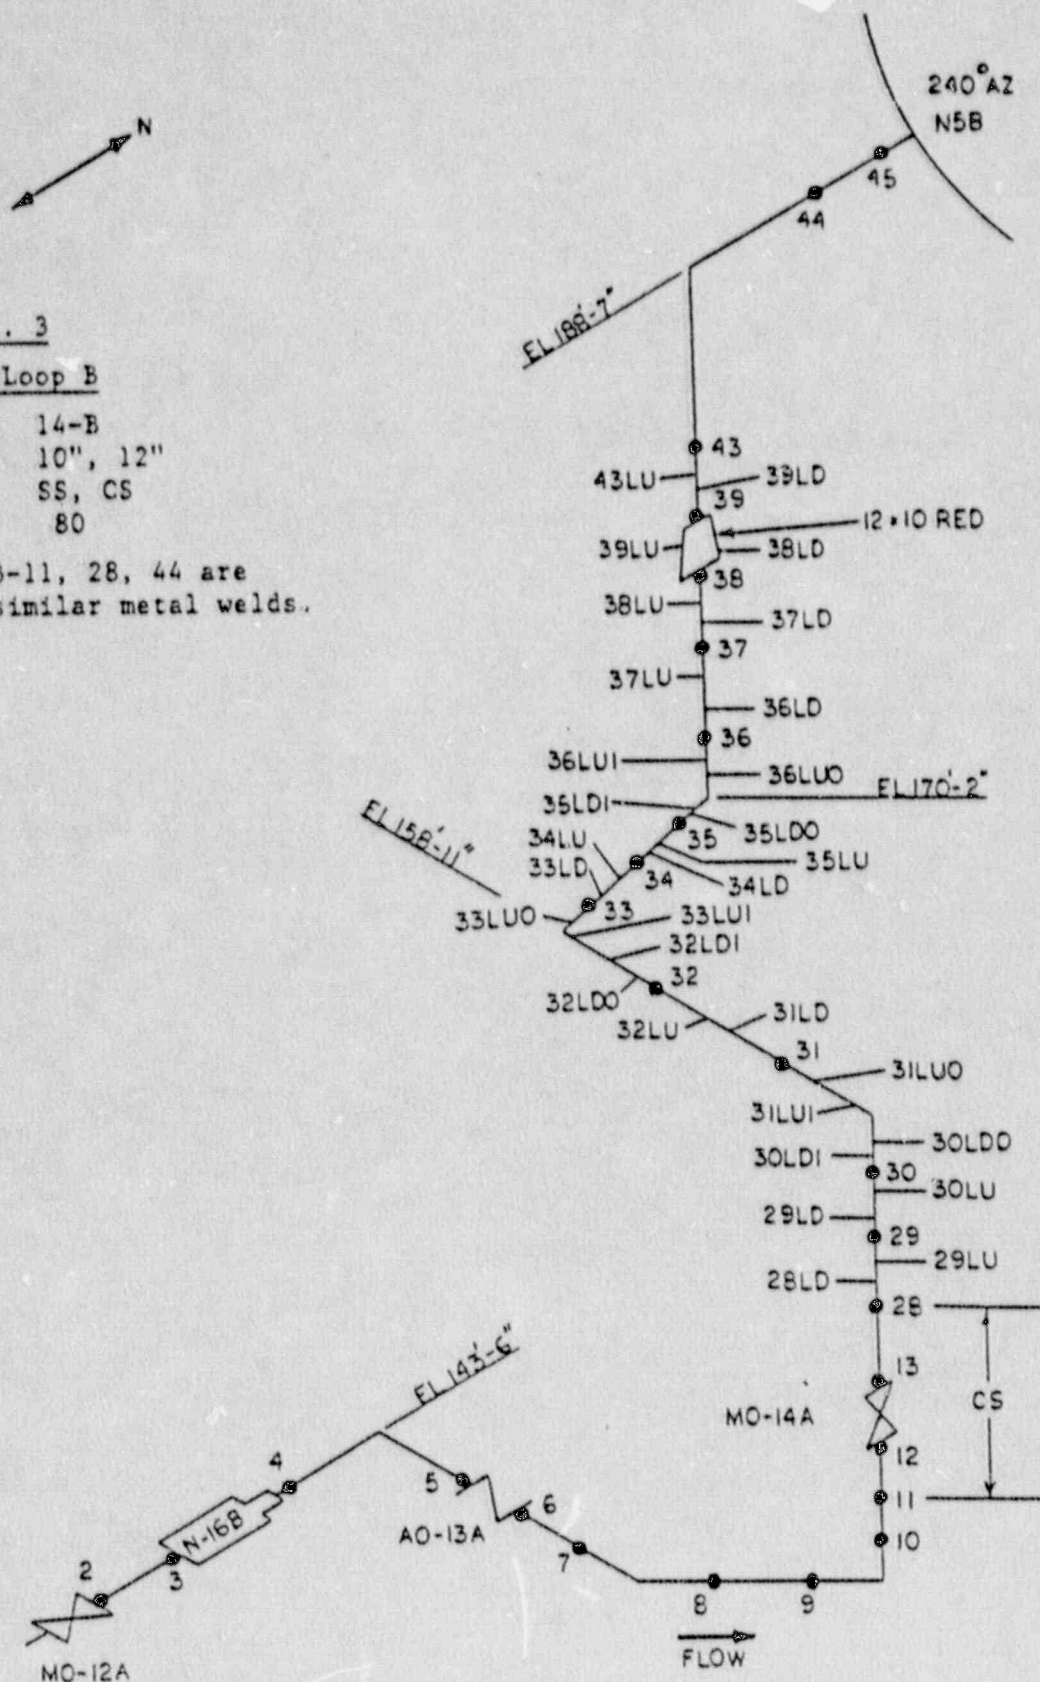 240°AZ
N5B
N
45
44
EL 188'-7"
. 3
Loop B
14-B
10", 12"
SS, CS
80
-11, 28, 44 are
similar metal welds.
43
43LU
39LD
39
12 x 10 RED
39LU
38LD
38
38LU
37LD
37
37LU
36LD
36
36LUI
36LUO
EL 170'-2"
35LDI
35LDO
35
EL 158'-11"
34LU
35LU
33LD
34
34LD
33
33LUO
33LUI
32LDI
32
32LDO
31LD
32LU
31
31LUO
31LUI
30LDO
30LDI
30
30LU
29LD
29
29LU
28LD
28
13
CS
MO-14A
EL 143'-6"
12
4
11
5
6
N-16B
AO-13A
10
7
3
2
8
9
FLOW
MO-12A